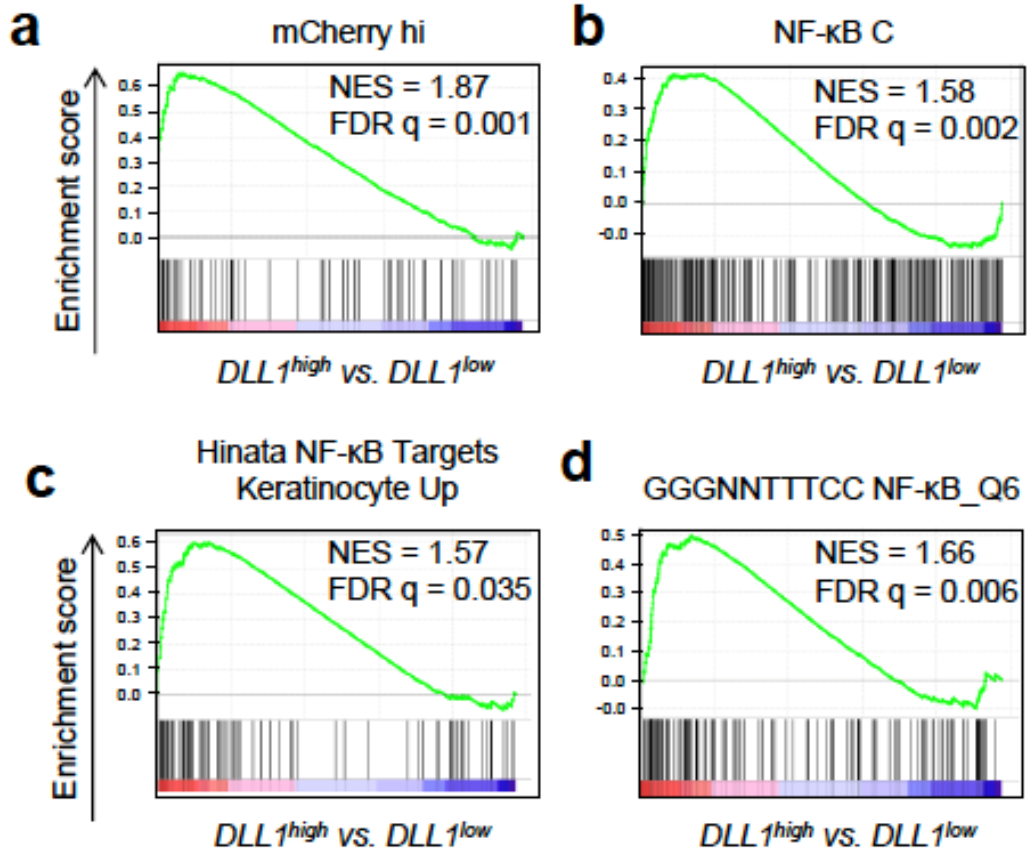 a
mCherry hi
Enrichment score
0.6
0.5
0.4
0.3
0.2
0.1
0.0
NES = 1.87
FDR q = 0.001
DLL1high vs. DLL1low
b
NF-κB C
0.4
0.3
0.2
0.1
0.0
-0.0
NES = 1.58
FDR q = 0.002
DLL1high vs. DLL1low
c
Hinata NF-κB Targets
Keratinocyte Up
Enrichment score
0.6
0.5
0.4
0.3
0.2
0.1
0.0
NES = 1.57
FDR q = 0.035
DLL1high vs. DLL1low
d
GGGNNTTTCC NF-κB_Q6
0.5
0.4
0.3
0.2
0.1
0.0
-0.0
NES = 1.66
FDR q = 0.006
DLL1high vs. DLL1low